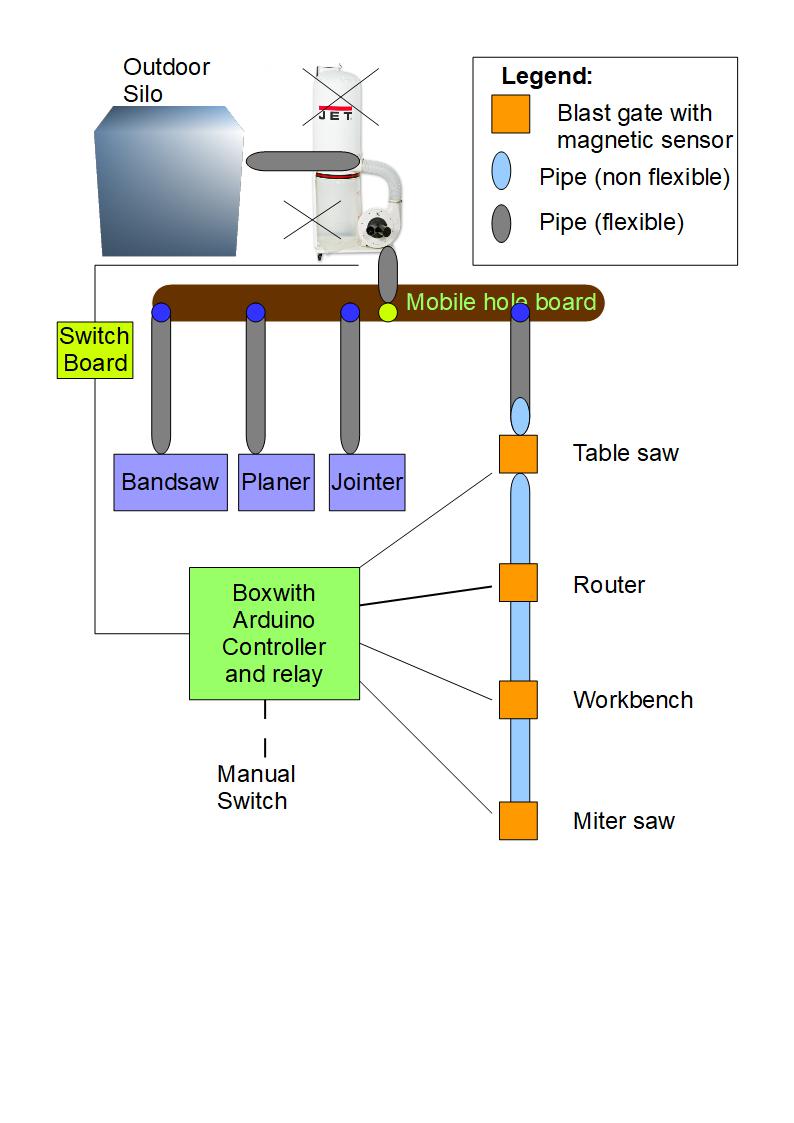 Outdoor
Silo
JET
Legend:
Blast gate with
magnetic sensor
Pipe (non flexible)
Pipe (flexible)
Mobile hole board
Switch
Board
Bandsaw
Planer
Jointer
Table saw
Router
Workbench
Miter saw
Boxwith
Arduino
Controller
and relay
Manual
Switch